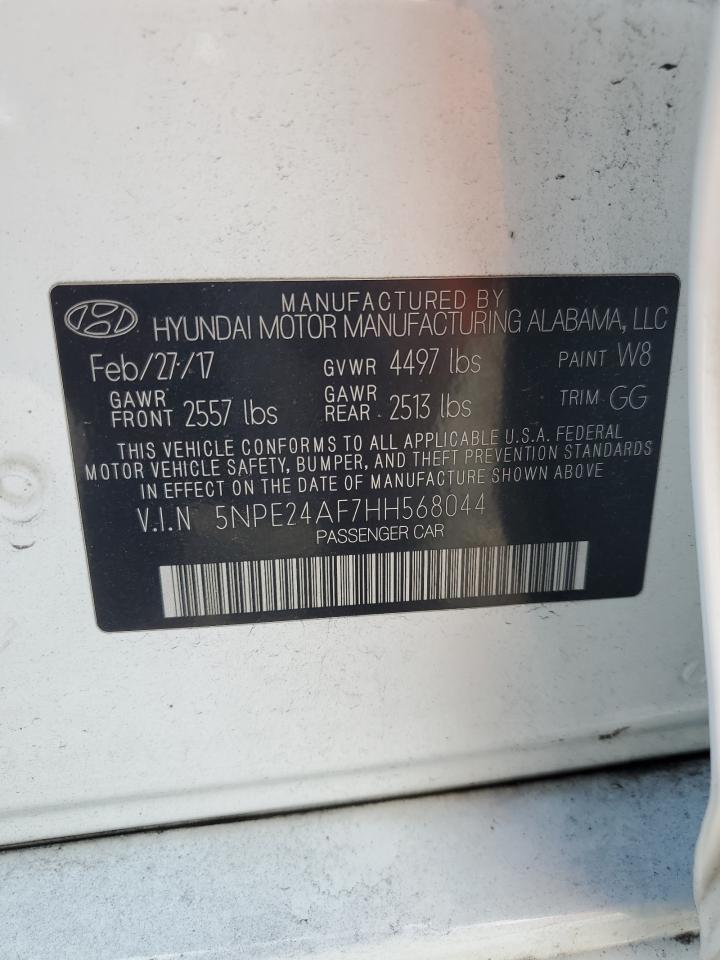 MANUFACTURED BY
HYUNDAI MOTOR MANUFACTURING ALABAMA, LLC
Feb/27/17 GVWR 4497 lbs PAINT W8
GAWR FRONT 2557 lbs GAWR REAR 2513 lbs TRIM GG
THIS VEHICLE CONFORMS TO ALL APPLICABLE U.S.A. FEDERAL
MOTOR VEHICLE SAFETY, BUMPER, AND THEFT PREVENTION STANDARDS
IN EFFECT ON THE DATE OF MANUFACTURE SHOWN ABOVE
V.I.N 5NPE24AF7HH568044
PASSENGER CAR